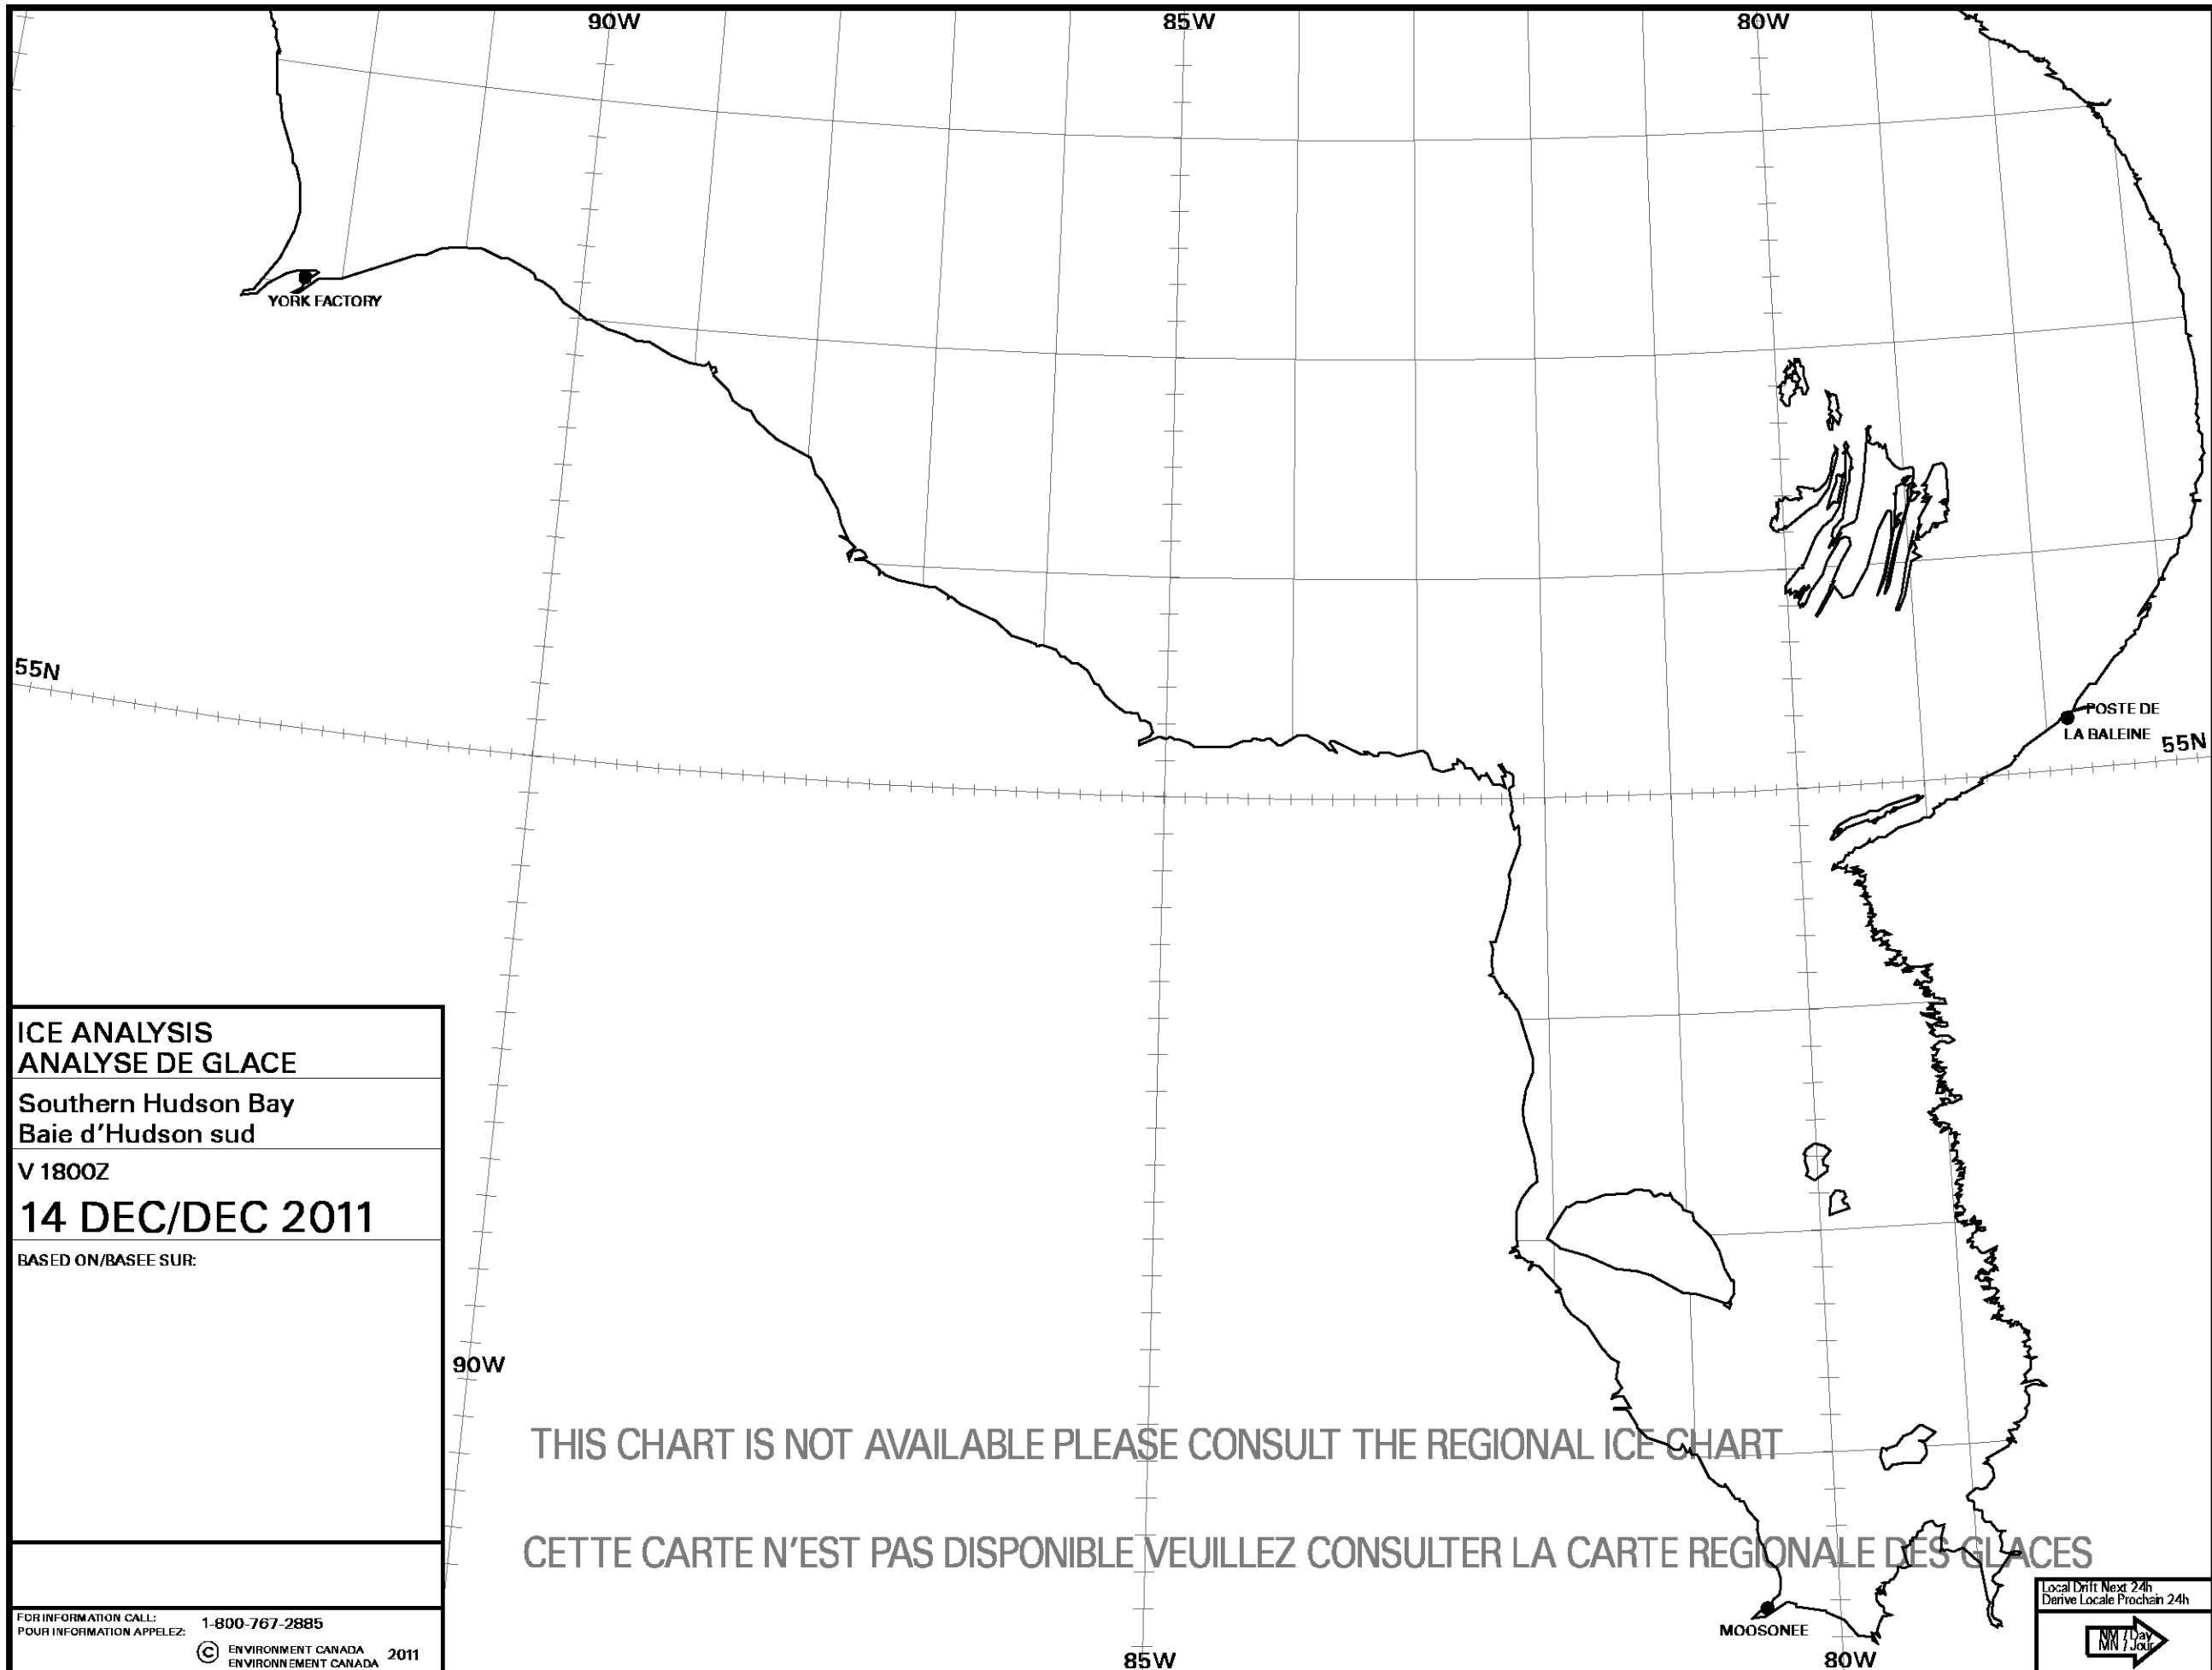 90W
85W
80W
YORK FACTORY
55N
POSTE DE
LA BALEINE
55N
ICE ANALYSIS
ANALYSE DE GLACE
Southern Hudson Bay
Baie d'Hudson sud
V 1800Z
14 DEC/DEC 2011
BASED ON/BASEE SUR:
90W
THIS CHART IS NOT AVAILABLE PLEASE CONSULT THE REGIONAL ICE CHART
CETTE CARTE N'EST PAS DISPONIBLE VEUILLEZ CONSULTER LA CARTE REGIONALE DES GLACES
Local Drift Next 24h
Derive Locale Prochain 24h
NM / Day
MN / Jour
MOOSONEE
FOR INFORMATION CALL:
POUR INFORMATION APPELEZ:
1-800-767-2885
© ENVIRONMENT CANADA
ENVIRONNEMENT CANADA
2011
85W
80W